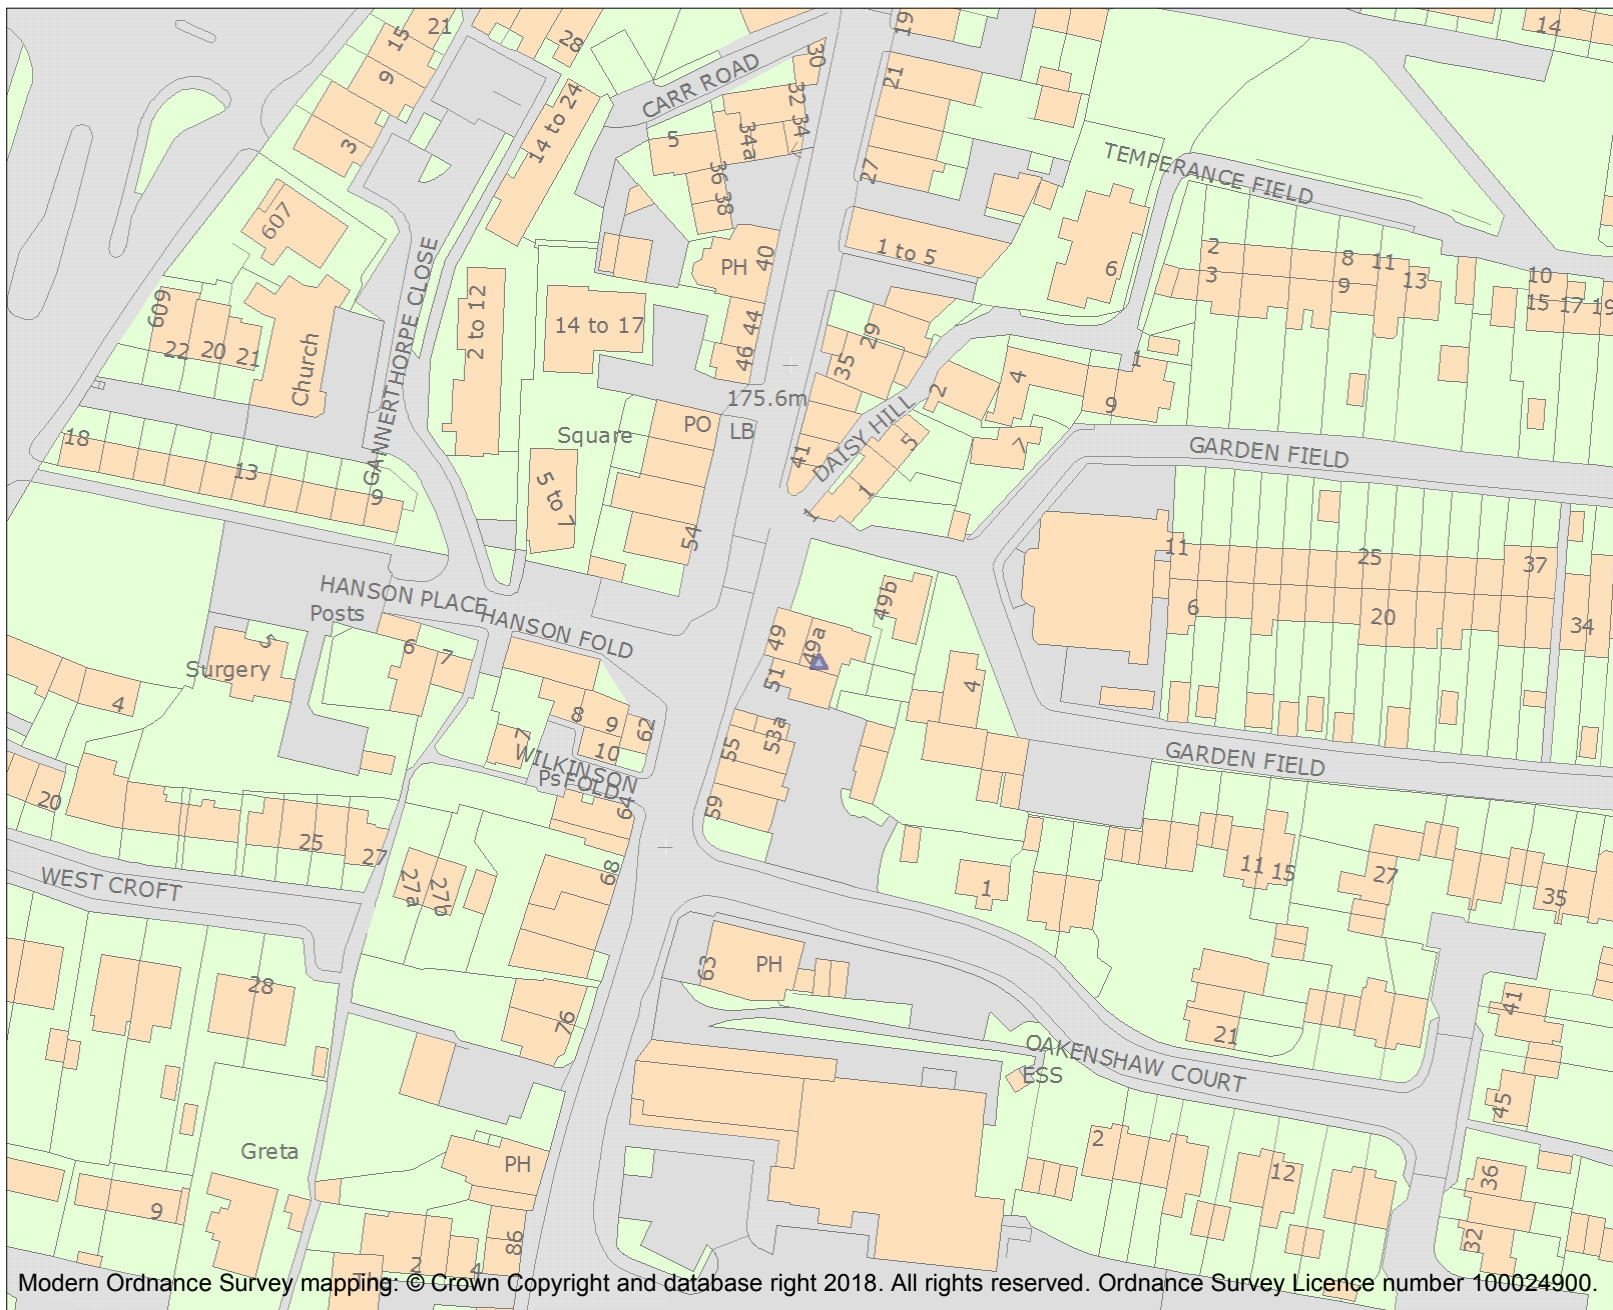 15
21
28
9
3
14 to 24
CARR ROAD
30
32
34
34a
5
36
38
19
21
27
14
TEMPERANCE FIELD
607
PH
40
1 to 5
6
2
3
8
11
9
13
10
15
17
19
609
22
20
21
Church
GANNERTHORPE CLOSE
2 to 12
14 to 17
44
46
29
35
175.6m
2
4
1
9
18
13
9
Square
PO
LB
41
DAISY HILL
5
7
1
1
GARDEN FIELD
5 to 7
54
11
25
37
6
20
34
HANSON PLACE
Posts
HANSON FOLD
49b
49
49a
51
4
5
Surgery
6
7
4
8
9
10
62
7
WILKINSON
FOLD
Ps
64
55
53a
59
GARDEN FIELD
20
25
27
WEST CROFT
27a
27b
68
1
11
15
27
35
28
63
PH
76
21
41
OAKENSHAW COURT
ESS
45
Greta
PH
2
12
36
32
9
86
2
4
The
Modern Ordnance Survey mapping: © Crown Copyright and database right 2018. All rights reserved. Ordnance Survey Licence number 100024900.